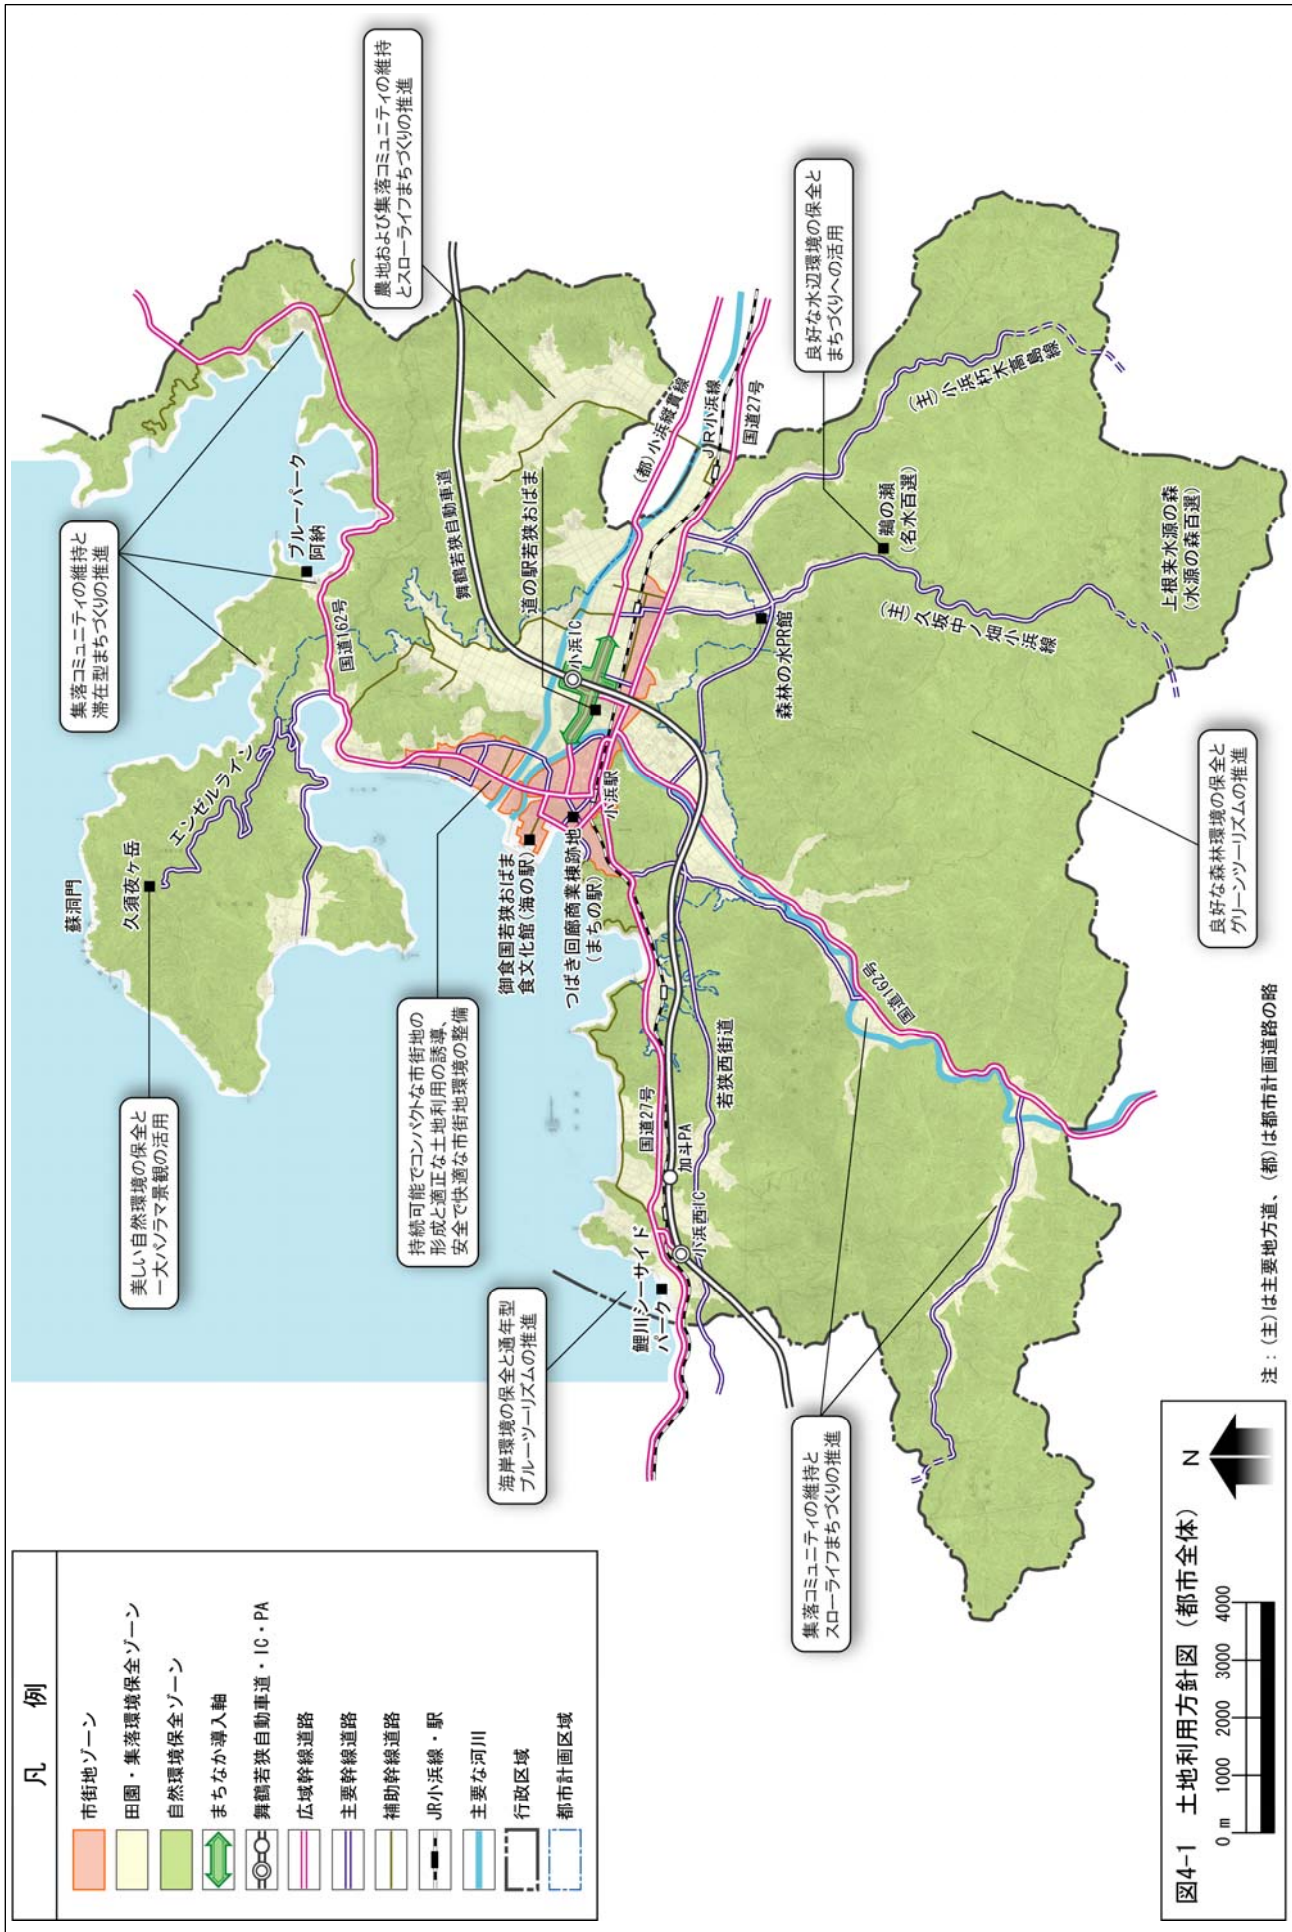 凡 例
市街地ゾーン
田園・集落環境保全ゾーン
自然環境保全ゾーン
まちなか導入軸
舞鶴若狭自動車道・IC・PA
広域幹線道路
主要幹線道路
補助幹線道路
JR小浜線・駅
主要な河川
行政区域
都市計画区域
美しい自然環境の保全と
一大パノラマ景観の活用
集落コミュニティの維持と
滞在型まちづくりの推進
農地および集落コミュニティの維持
とスローライフまちづくりの推進
持続可能でコンパクトな市街地の
形成と適正な土地利用の誘導、
安全で快適な市街地環境の整備
海岸環境の保全と通年型
ブルーツーリズムの推進
良好な水辺環境の保全と
まちづくりへの活用
集落コミュニティの維持と
スローライフまちづくりの推進
良好な森林環境の保全と
グリーンツーリズムの推進
蘇洞門
久須夜ヶ岳
エンゼルライン
ブルーパーク
阿納
国道162号
舞鶴若狭自動車道
道の駅若狭おばま
小浜IC
(都)小浜縦貫線
JR小浜線
国道27号
御食国若狭おばま
食文化館(海の駅)
つばき回廊商業棟跡地
(まちの駅)
小浜駅
国道27号
加斗PA
小浜西IC
鯉川シーサイド
パーク
若狭西街道
森林の水PR館
鵜の瀬
(名水百選)
(主)小浜朽木高島線
(主)久坂中ノ畑小浜線
上根来水源の森
(水源の森百選)
国道162号
図4-1 土地利用方針図(都市全体)
0 m 1000 2000 3000 4000
N
注:(主)は主要地方道、(都)は都市計画道路の略